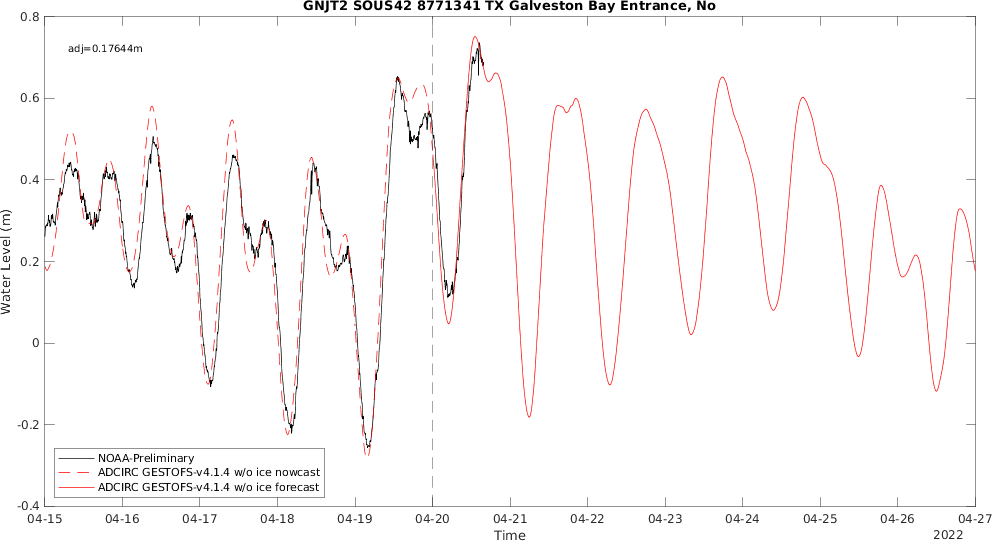 GNJT2 SOUS42 8771341 TX Galveston Bay Entrance, No
adj=0.17644m
0.8
0.6
0.4
0.2
0
-0.2
-0.4
Water Level (m)
NOAA-Preliminary
ADCIRC GESTOFS-v4.1.4 w/o ice nowcast
ADCIRC GESTOFS-v4.1.4 w/o ice forecast
04-15 04-16 04-17 04-18 04-19 04-20 04-21 04-22 04-23 04-24 04-25 04-26 04-27
Time
2022